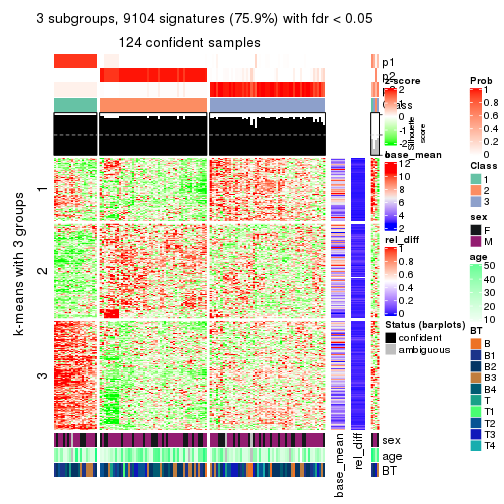 3 subgroups, 9104 signatures (75.9%) with fdr < 0.05
124 confident samples
p1
p2
Class
Silhouette
score
k-means with 3 groups
1
2
3
base_mean
rel_diff
sex
age
BT
z-score
2
1
0
-1
-2
base_mean
12
10
8
6
4
2
rel_diff
1
0.8
0.6
0.4
0.2
0
Status (barplots)
confident
ambiguous
Prob
1
0.8
0.6
0.4
0.2
0
Class
1
2
3
sex
F
M
age
50
40
30
20
10
BT
B
B1
B2
B3
B4
T
T1
T2
T3
T4